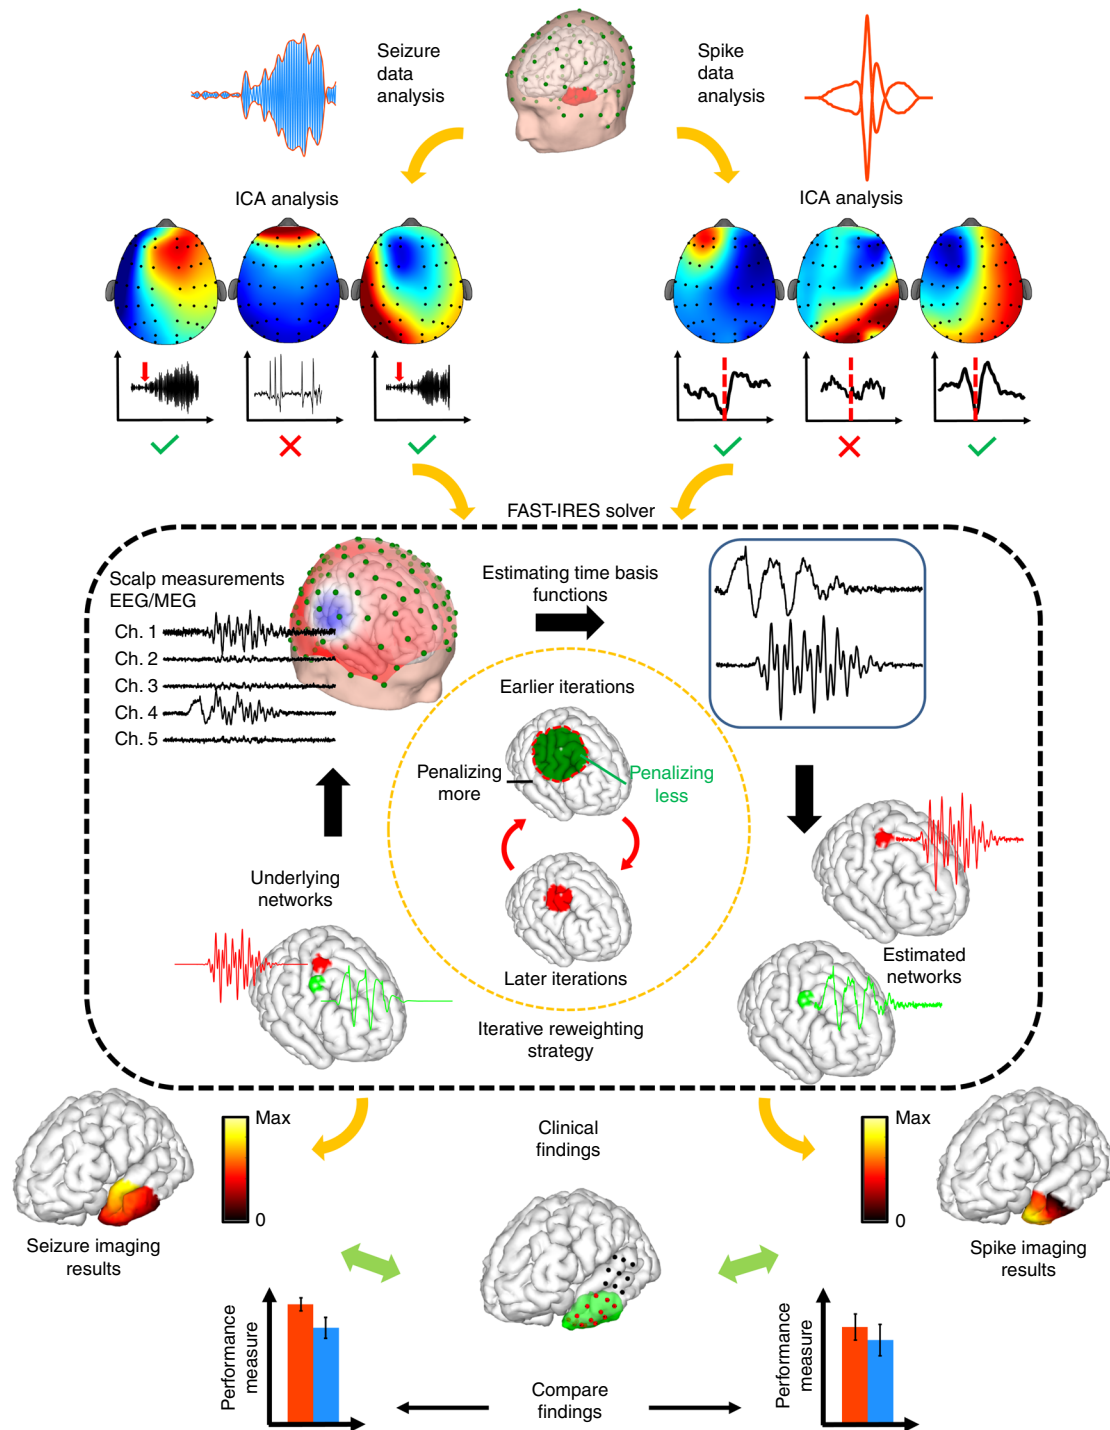 Seizure
data
analysis
Spike
data
analysis
ICA analysis
ICA analysis
FAST-IRES solver
Scalp measurements
EEG/MEG
Ch. 1
Ch. 2
Ch. 3
Ch. 4
Ch. 5
Estimating time basis
functions
Earlier iterations
Penalizing
more
Penalizing
less
Later iterations
Iterative reweighting
strategy
Underlying
networks
Estimated
networks
Max
0
Seizure imaging
results
Clinical
findings
Max
0
Spike imaging
results
Performance
measure
Compare
findings
Performance
measure